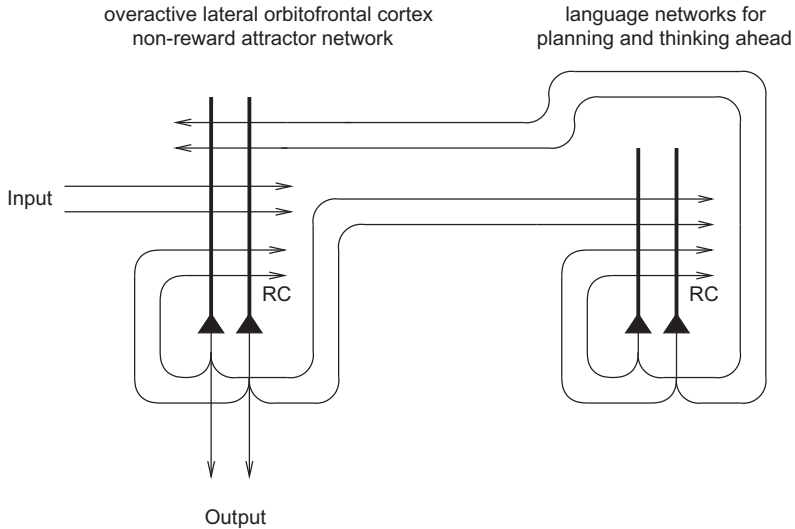 overactive lateral orbitofrontal cortex
non-reward attractor network
language networks for
planning and thinking ahead
Input
RC
RC
Output